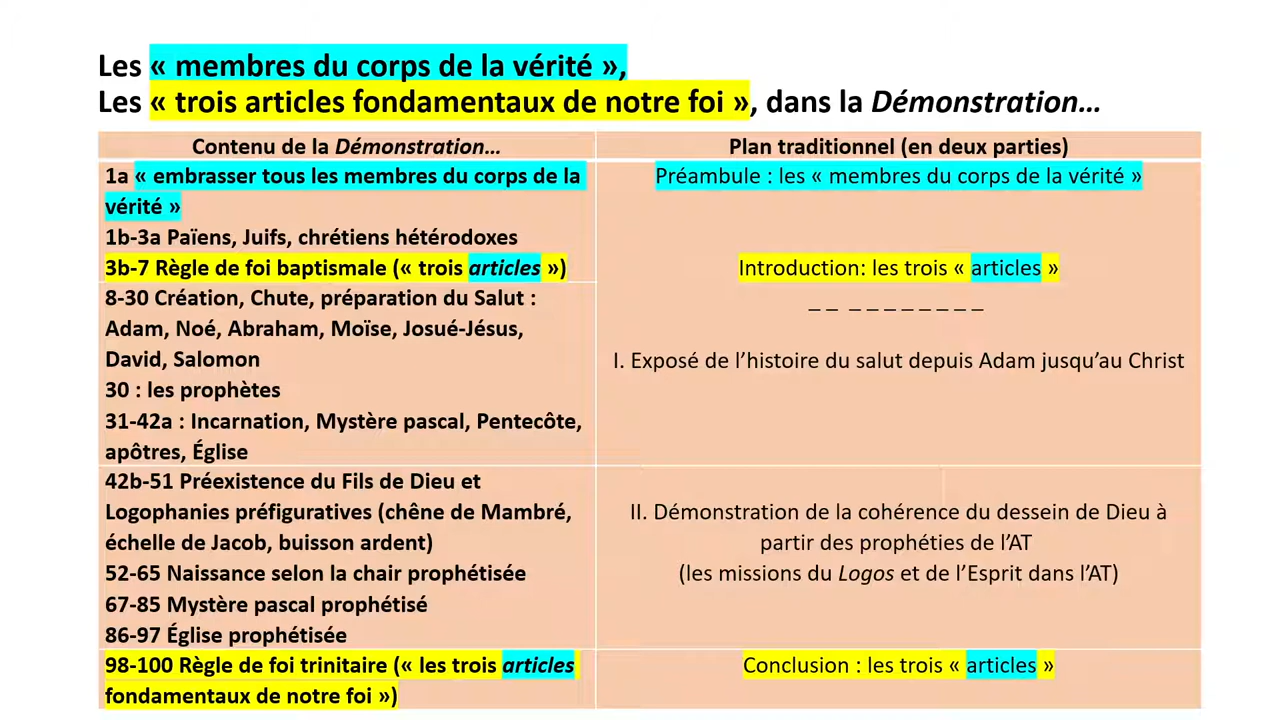 Les « membres du corps de la vérité »,
Les « trois articles fondamentaux de notre foi », dans la Démonstration…
Contenu de la Démonstration…
Plan traditionnel (en deux parties)
1a « embrasser tous les membres du corps de la
vérité »
1b-3a Païens, Juifs, chrétiens hétérodoxes
3b-7 Règle de foi baptismale (« trois articles »)
Préambule : les « membres du corps de la vérité »
Introduction: les trois « articles »
8-30 Création, Chute, préparation du Salut :
Adam, Noé, Abraham, Moïse, Josué-Jésus,
David, Salomon
30 : les prophètes
31-42a : Incarnation, Mystère pascal, Pentecôte,
apôtres, Église
_ _ _ _ _ _ _ _ _ _ _
I. Exposé de l’histoire du salut depuis Adam jusqu’au Christ
42b-51 Préexistence du Fils de Dieu et
Logophanies préfiguratives (chêne de Mambré,
échelle de Jacob, buisson ardent)
52-65 Naissance selon la chair prophétisée
67-85 Mystère pascal prophétisé
86-97 Église prophétisée
II. Démonstration de la cohérence du dessein de Dieu à
partir des prophéties de l’AT
(les missions du Logos et de l’Esprit dans l’AT)
98-100 Règle de foi trinitaire (« les trois articles
fondamentaux de notre foi »)
Conclusion : les trois « articles »